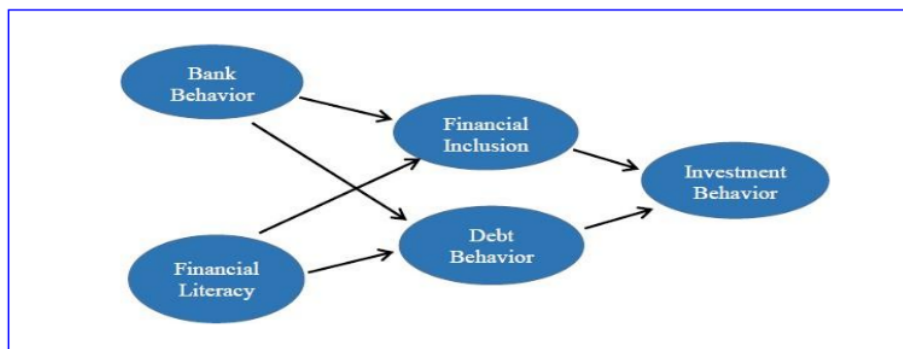 Bank
Behavior
Financial
Inclusion
Investment
Behavior
Debt
Behavior
Financial
Literacy